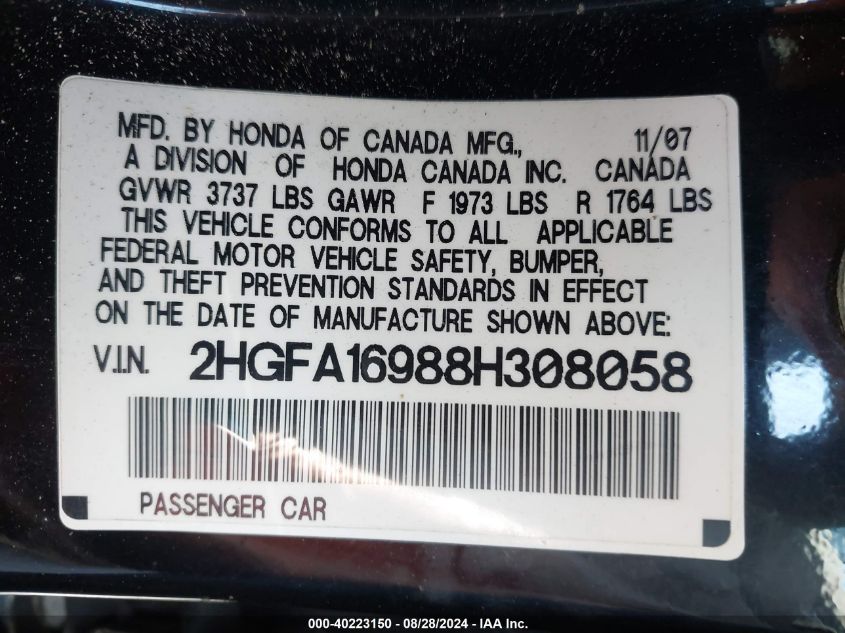 MFD. BY HONDA OF CANADA MFG., 11/07
A DIVISION OF HONDA CANADA INC. CANADA
GVWR 3737 LBS GAWR F 1973 LBS R 1764 LBS
THIS VEHICLE CONFORMS TO ALL APPLICABLE
FEDERAL MOTOR VEHICLE SAFETY, BUMPER,
AND THEFT PREVENTION STANDARDS IN EFFECT
ON THE DATE OF MANUFACTURE SHOWN ABOVE:
V.I.N. 2HGFA16988H308058
PASSENGER CAR
000-40223150 - 08/28/2024 - IAA Inc.